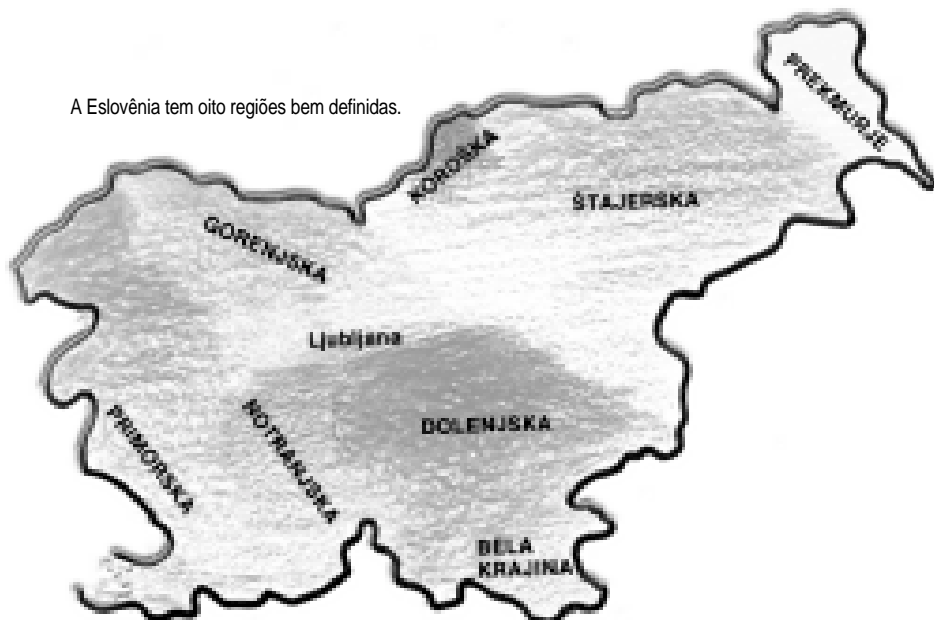 A Eslovênia tem oito regiões bem definidas.
PREKMURJE
KOROŠKA
ŠTAJERSKA
GORENJSKA
Ljubljana
PRIMORSKA
NOTRANJSKA
DOLENJSKA
BELA
KRAJINA